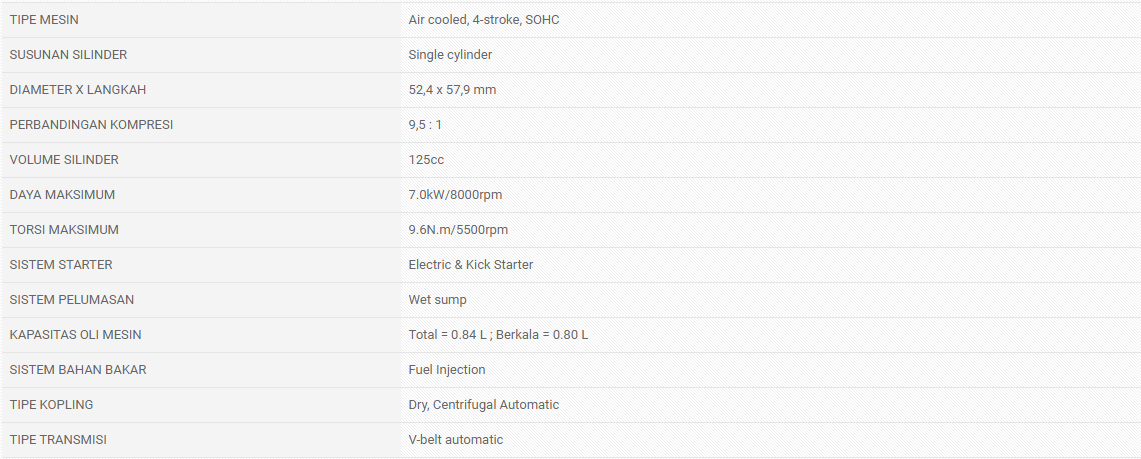 TIPE MESIN Air cooled, 4-stroke, SOHC
SUSUNAN SILINDER Single cylinder
DIAMETER X LANGKAH 52,4 x 57,9 mm
PERBANDINGAN KOMPRESI 9,5 : 1
VOLUME SILINDER 125cc
DAYA MAKSIMUM 7.0kW/8000rpm
TORSI MAKSIMUM 9.6N.m/5500rpm
SISTEM STARTER Electric & Kick Starter
SISTEM PELUMASAN Wet sump
KAPASITAS OLI MESIN Total = 0.84 L ; Berkala = 0.80 L
SISTEM BAHAN BAKAR Fuel Injection
TIPE KOPLING Dry, Centrifugal Automatic
TIPE TRANSMISI V-belt automatic